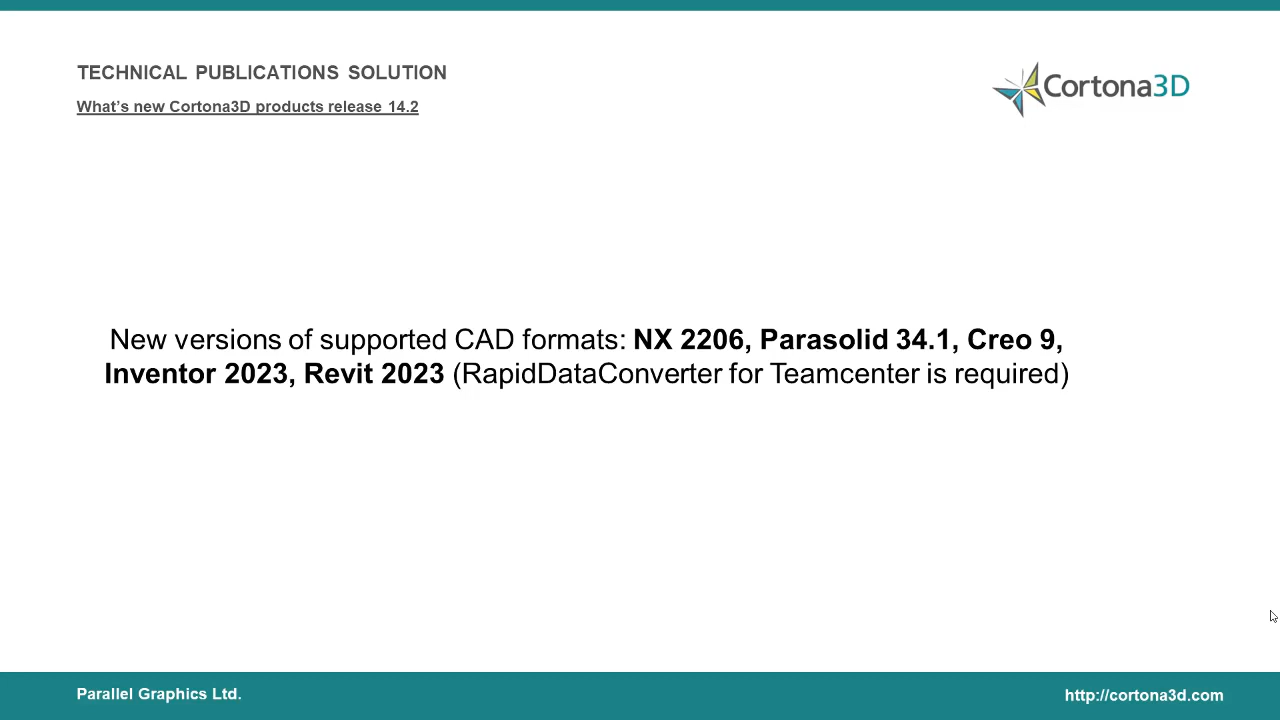 TECHNICAL PUBLICATIONS SOLUTION
What's new Cortona3D products release 14.2
Cortona3D
New versions of supported CAD formats: NX 2206, Parasolid 34.1, Creo 9,
Inventor 2023, Revit 2023 (RapidDataConverter for Teamcenter is required)
Parallel Graphics Ltd.
http://cortona3d.com